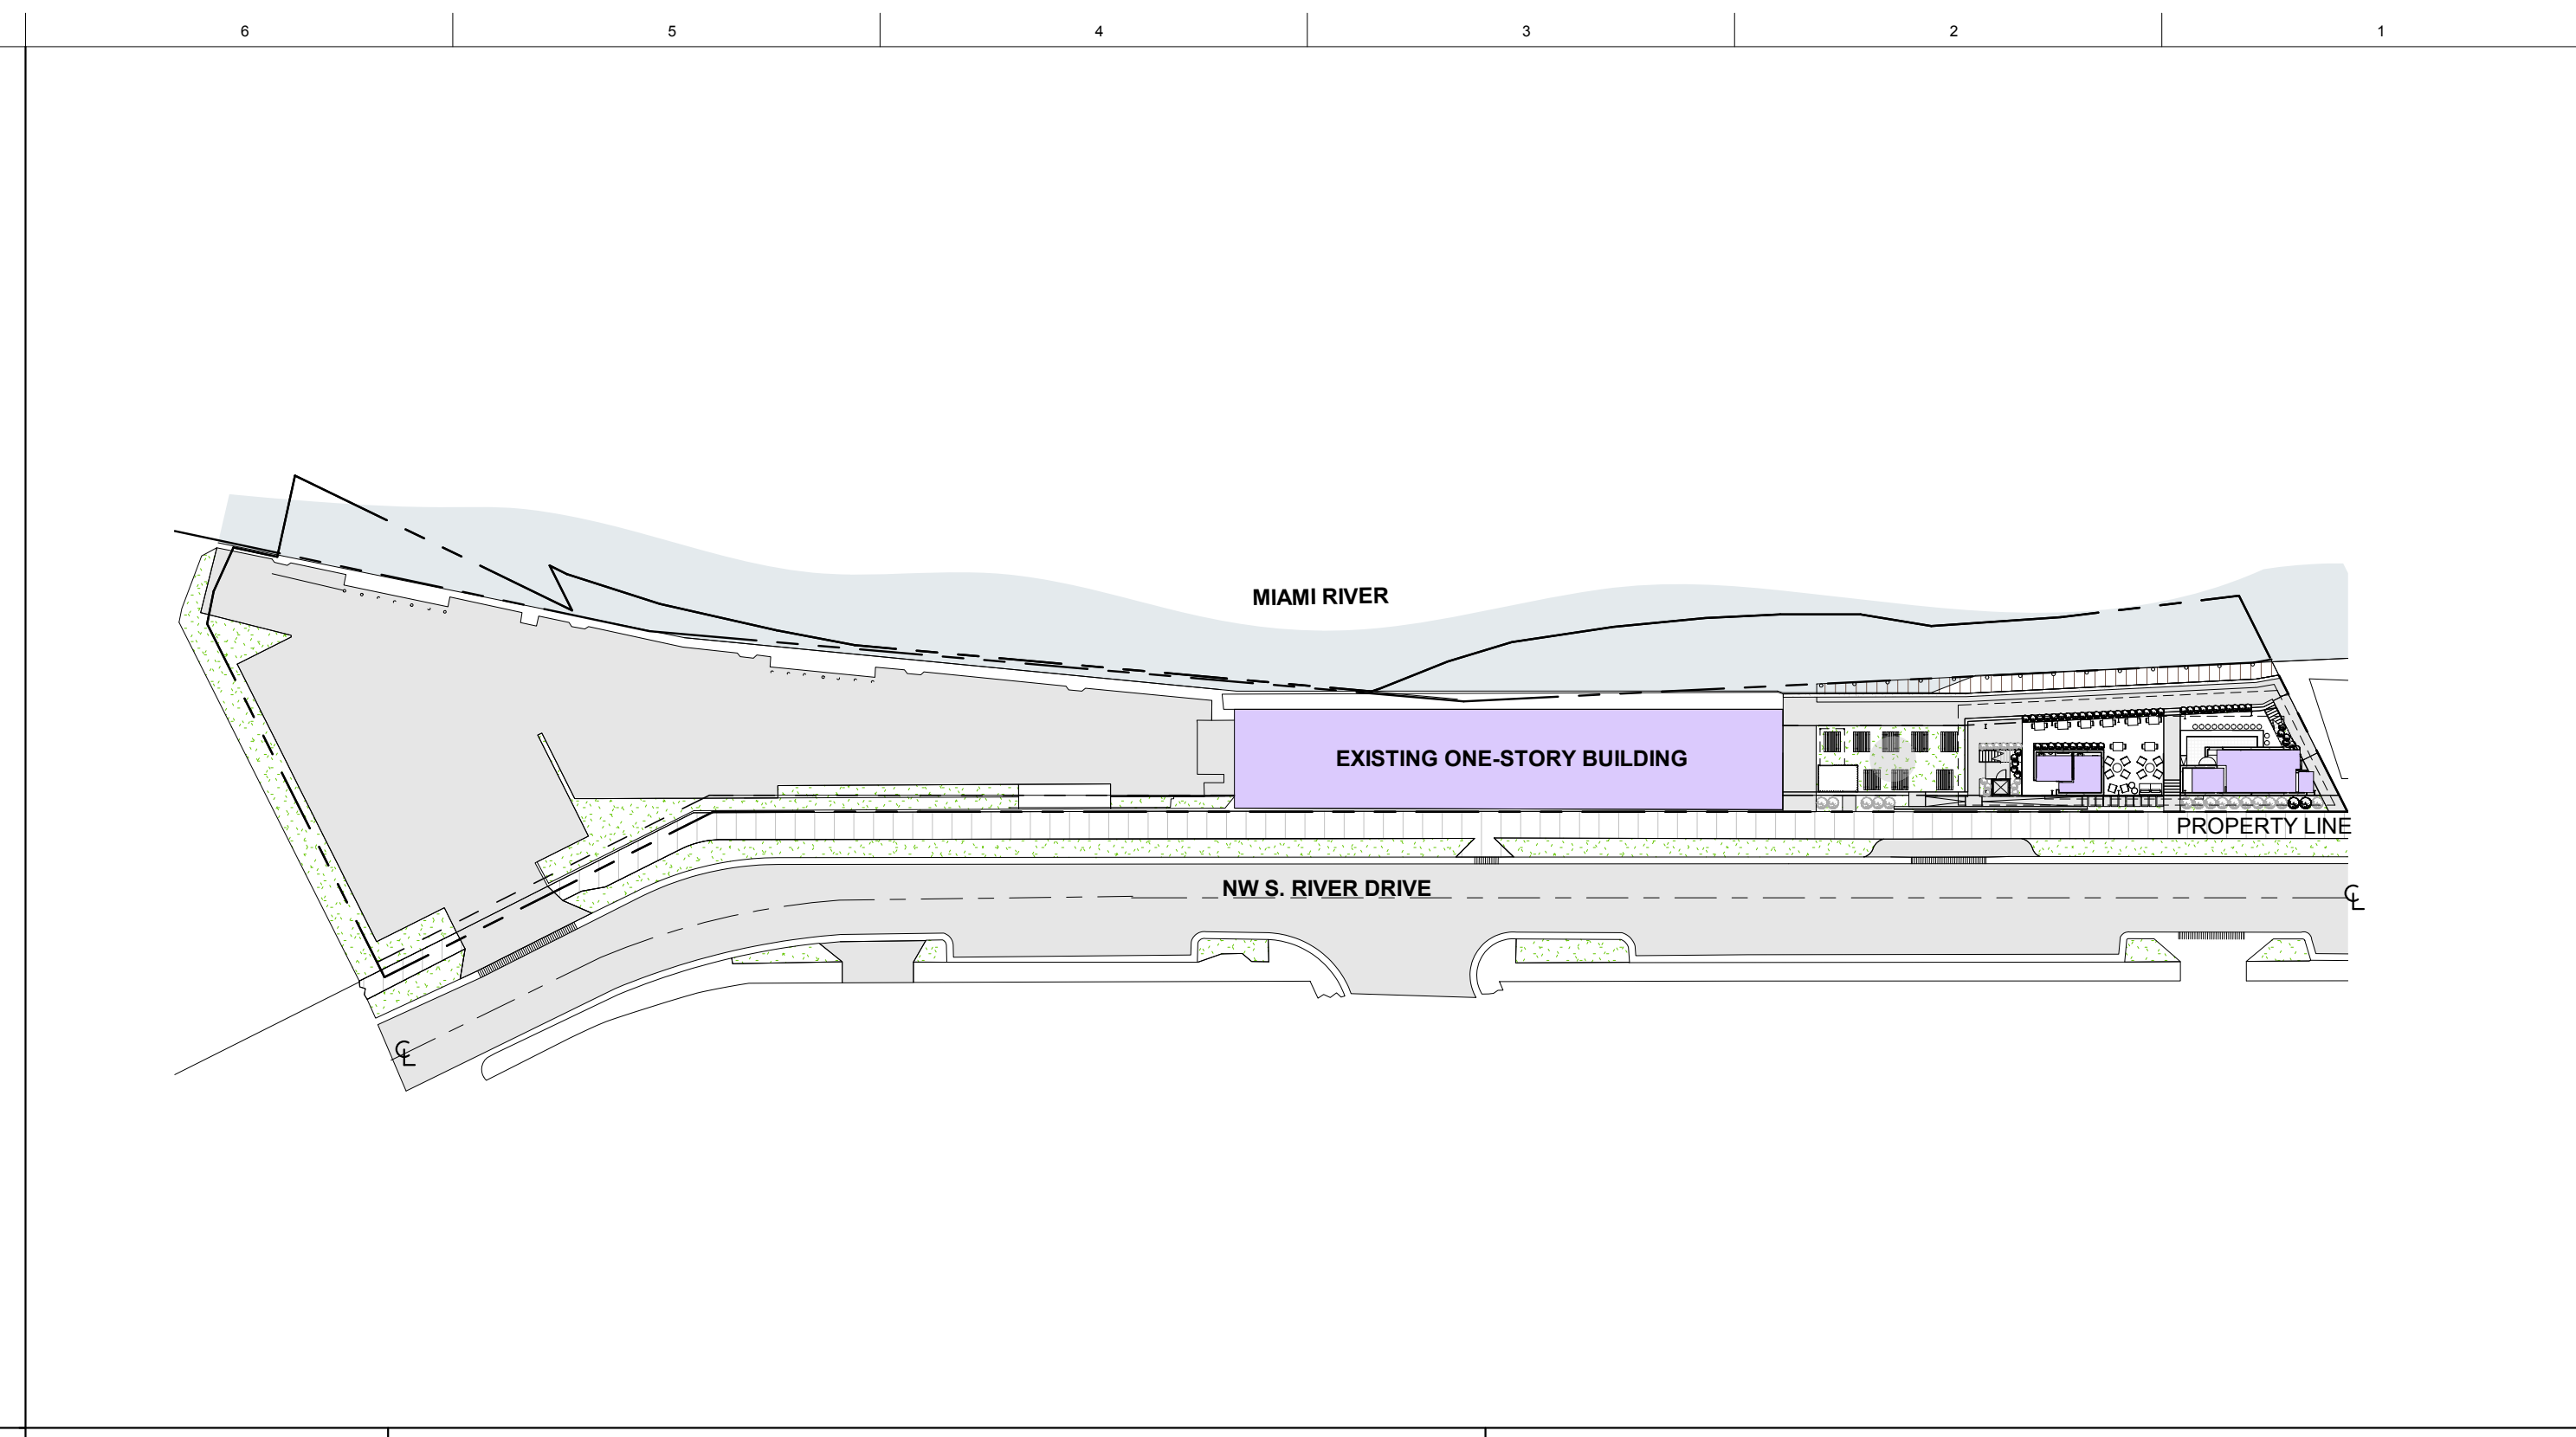 6 5 4 3 2 1
MIAMI RIVER
EXISTING ONE-STORY BUILDING
PROPERTY LINE
NW S. RIVER DRIVE
℄
℄